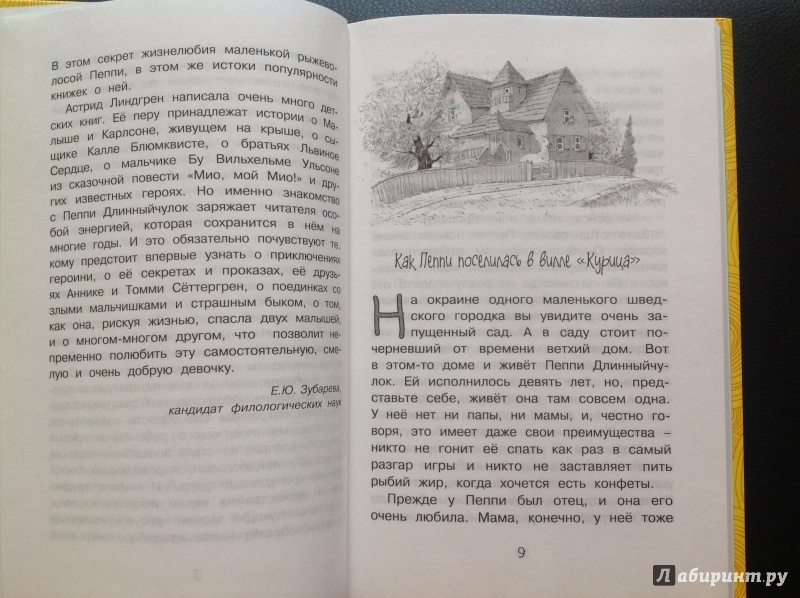 В этом секрет жизнелюбия маленькой рыжево-
лосой Пеппи, в этом же истоки популярности
книжек о ней.
Астрид Линдгрен написала очень много дет-
ских книг. Её перу принадлежат истории о Ма-
лыше и Карлсоне, живущем на крыше, о сы-
щике Калле Блюмквисте, о братьях Львиное
Сердце, о мальчике Бу Вильхельме Ульсоне
из сказочной повести «Мио, мой Мио!» и дру-
гих известных героях. Но именно знакомство
с Пеппи Длинныйчулок заряжает читателя осо-
бой энергией, которая сохранится в нём на
многие годы. И это обязательно почувствуют те,
кому предстоит впервые узнать о приключениях
героини, о её секретах и проказах, её друзь-
ях Аннике и Томми Сёттергрен, о поединках со
злыми мальчишками и страшным быком, о том,
как она, рискуя жизнью, спасла двух малышей,
и о многом-многом другом, что позволит не-
пременно полюбить эту самостоятельную, сме-
лую и очень добрую девочку.
Е.Ю. Зубарева,
кандидат филологических наук
Как Пеппи поселилась в вилле «Курица»
На окраине одного маленького швед-
ского городка вы увидите очень за-
пущенный сад. А в саду стоит по-
черневший от времени ветхий дом. Вот
в этом-то доме и живёт Пеппи Длинныйчу-
лок. Ей исполнилось девять лет, но, пред-
ставьте себе, живёт она там совсем одна.
У неё нет ни папы, ни мамы, и, честно го-
воря, это имеет даже свои преимущества –
никто не гонит её спать как раз в самый
разгар игры и никто не заставляет пить
рыбий жир, когда хочется есть конфеты.
Прежде у Пеппи был отец, и она его
очень любила. Мама, конечно, у неё тоже
9
Лабиринт.ру